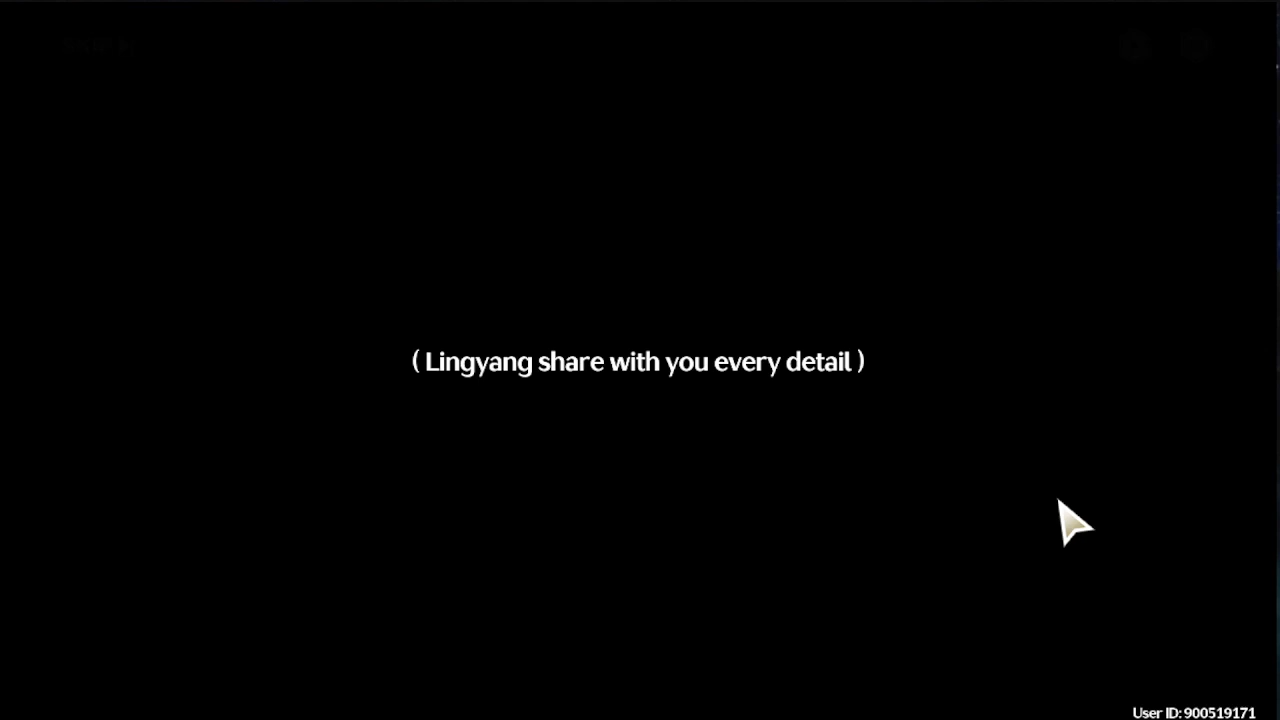 ( Lingyang share with you every detail )
User ID: 900519171